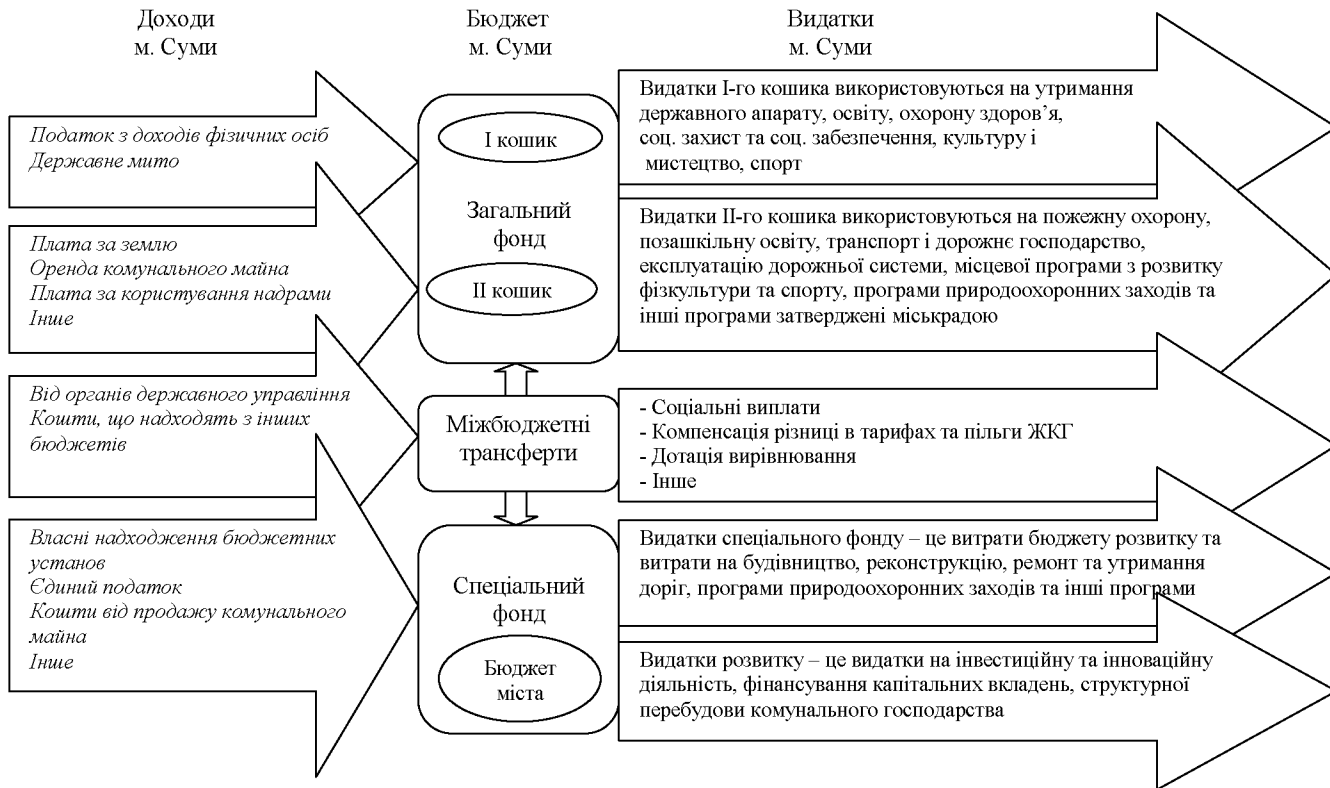 Доходи
м. Суми
Бюджет
м. Суми
Видатки
м. Суми
Податок з доходів фізичних осіб
Державне мито
Плата за землю
Оренда комунального майна
Плата за користування надрами
Інше
Від органів державного управління
Кошти, що надходять з інших
бюджетів
Власні надходження бюджетних
установ
Єдиний податок
Кошти від продажу комунального
майна
Інше
І кошик
Загальний
фонд
ІІ кошик
Міжбюджетні
трансферти
Спеціальний
фонд
Бюджет
міста
Видатки І-го кошика використовуються на утримання
державного апарату, освіту, охорону здоров’я,
соц. захист та соц. забезпечення, культуру і
мистецтво, спорт
Видатки ІІ-го кошика використовуються на пожежну охорону,
позашкільну освіту, транспорт і дорожнє господарство,
експлуатацію дорожньої системи, місцевої програми з розвитку
фізкультури та спорту, програми природоохоронних заходів та
інші програми затверджені міськрадою
- Соціальні виплати
- Компенсація різниці в тарифах та пільги ЖКГ
- Дотація вирівнювання
- Інше
Видатки спеціального фонду – це витрати бюджету розвитку та
витрати на будівництво, реконструкцію, ремонт та утримання
доріг, програми природоохоронних заходів та інші програми
Видатки розвитку – це видатки на інвестиційну та інноваційну
діяльність, фінансування капітальних вкладень, структурної
перебудови комунального господарства